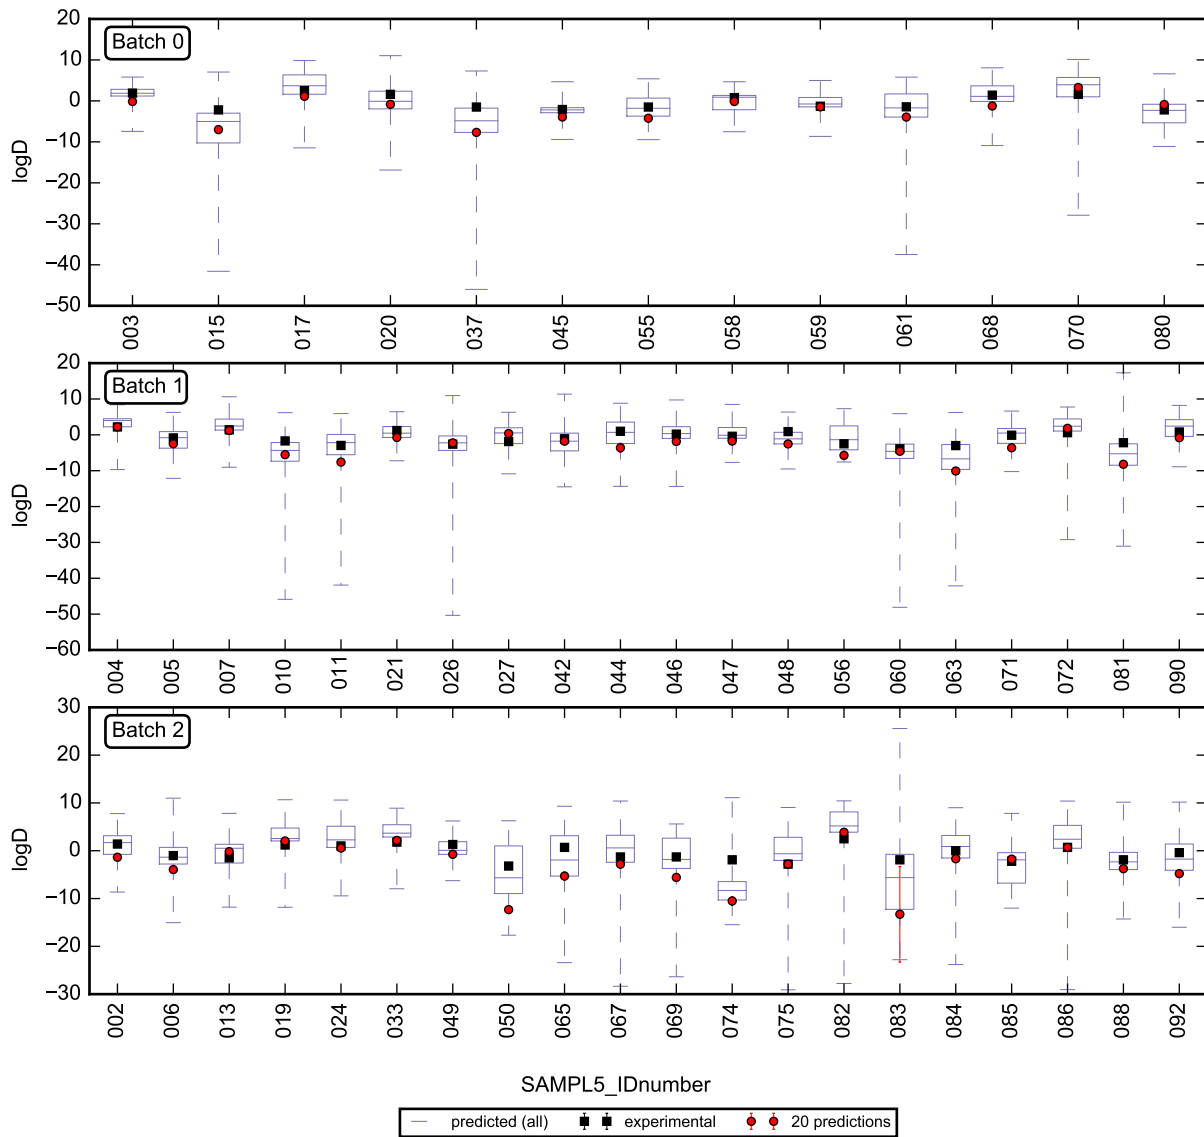 Batch 0
20
10
0
−10
−20
−30
−40
−50
logD
003 015 017 020 037 045 055 058 059 061 068 070 080
Batch 1
20
10
0
−10
−20
−30
−40
−50
−60
logD
004 005 007 010 011 021 026 027 042 044 046 047 048 056 060 063 071 072 081 090
Batch 2
30
20
10
0
−10
−20
−30
logD
002 006 013 019 024 033 049 050 065 067 069 074 075 082 083 084 085 086 088 092
SAMPL5_IDnumber
predicted (all) experimental 20 predictions